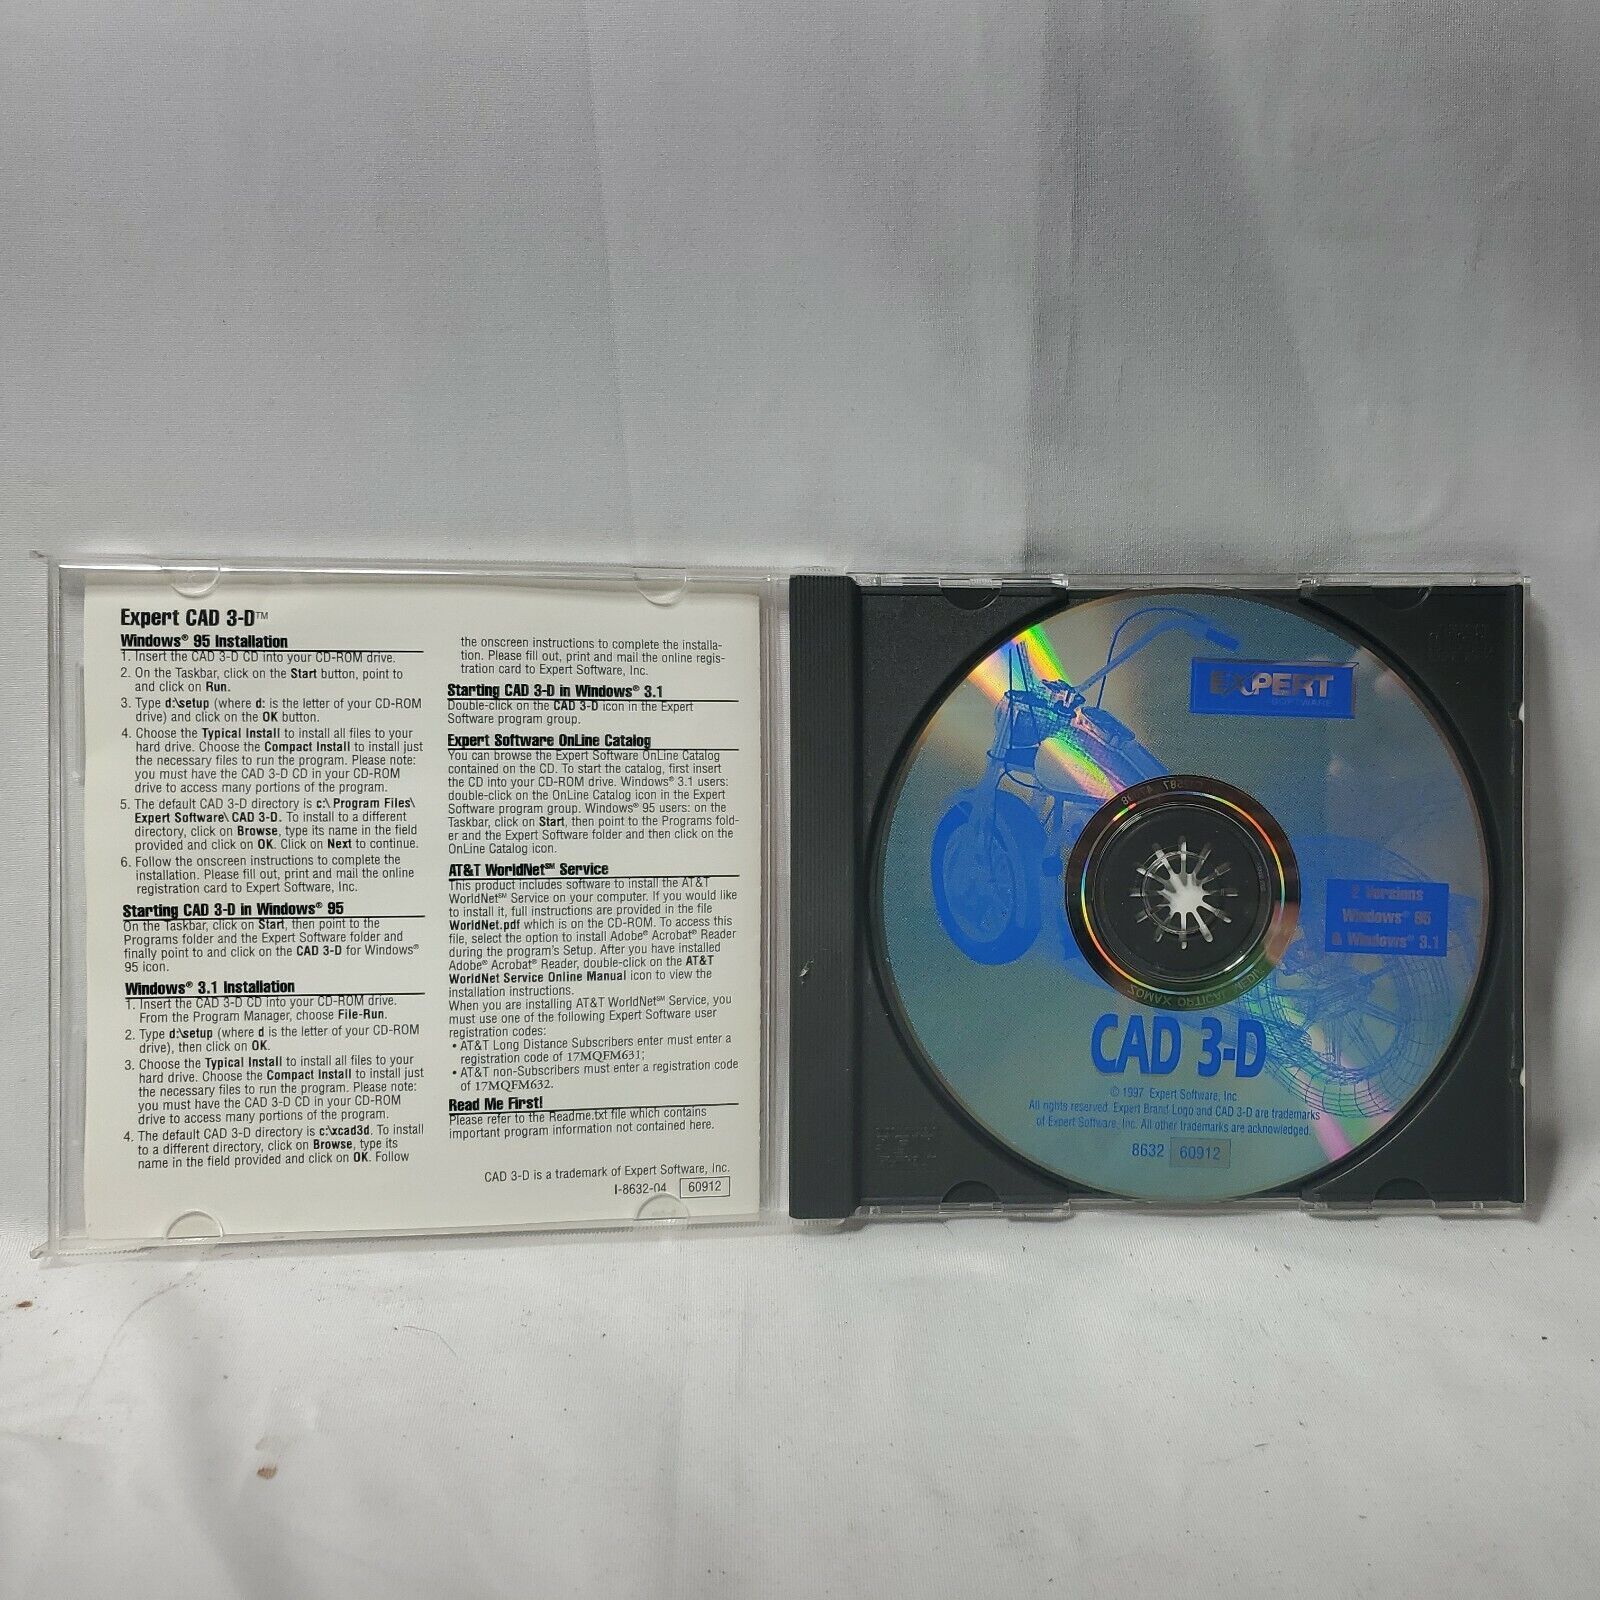 Expert CAD 3-D™
Windows® 95 Installation
1. Insert the CAD 3-D CD into your CD-ROM drive.
2. On the Taskbar, click on the Start button, point to
and click on Run.
3. Type d:\setup (where d: is the letter of your CD-ROM
drive) and click on the OK button.
4. Choose the Typical Install to install all files to your
hard drive. Choose the Compact Install to install just
the necessary files to run the program. Please note:
you must have the CAD 3-D CD in your CD-ROM
drive to access many portions of the program.
5. The default CAD 3-D directory is c:\ Program Files\
Expert Software\ CAD 3-D. To install to a different
directory, click on Browse, type its name in the field
provided and click on OK. Click on Next to continue.
6. Follow the onscreen instructions to complete the
installation. Please fill out, print and mail the online
registration card to Expert Software, Inc.
Starting CAD 3-D in Windows® 95
On the Taskbar, click on Start, then point to the
Programs folder and the Expert Software folder and
finally point to and click on the CAD 3-D for Windows®
95 icon.
Windows® 3.1 Installation
1. Insert the CAD 3-D CD into your CD-ROM drive.
From the Program Manager, choose File-Run.
2. Type d:\setup (where d is the letter of your CD-ROM
drive), then click on OK.
3. Choose the Typical Install to install all files to your
hard drive. Choose the Compact Install to install just
the necessary files to run the program. Please note:
you must have the CAD 3-D CD in your CD-ROM
drive to access many portions of the program.
4. The default CAD 3-D directory is c:\xcad3d. To install
to a different directory, click on Browse, type its
name in the field provided and click on OK. Follow
the onscreen instructions to complete the installa-
tion. Please fill out, print and mail the online regis-
tration card to Expert Software, Inc.
Starting CAD 3-D in Windows® 3.1
Double-click on the CAD 3-D icon in the Expert
Software program group.
Expert Software OnLine Catalog
You can browse the Expert Software OnLine Catalog
contained on the CD. To start the catalog, first insert
the CD into your CD-ROM drive. Windows® 3.1 users:
double-click on the OnLine Catalog icon in the Expert
Software program group. Windows® 95 users: on the
Taskbar, click on Start, then point to the Programs fold-
er and the Expert Software folder and then click on the
OnLine Catalog icon.
AT&T WorldNet℠ Service
This product includes software to install the AT&T
WorldNet℠ Service on your computer. If you would like
to install it, full instructions are provided in the file
WorldNet.pdf which is on the CD-ROM. To access this
file, select the option to install Adobe® Acrobat® Reader
during the program's Setup. After you have installed
Adobe® Acrobat® Reader, double-click on the AT&T
WorldNet Service Online Manual icon to view the
installation instructions.
When you are installing AT&T WorldNet℠ Service, you
must use one of the following Expert Software user
registration codes:
• AT&T Long Distance Subscribers enter must enter a
registration code of 17MQFM631;
• AT&T non-Subscribers must enter a registration code
of 17MQFM632.
Read Me First!
Please refer to the Readme.txt file which contains
important program information not contained here.
CAD 3-D is a trademark of Expert Software, Inc.
I-8632-04 60912
EXPERT
SOFTWARE
2 Versions
Windows® 95
& Windows® 3.1
ZOMAX OPTICAL MEDIA
CAD 3-D
© 1997 Expert Software, Inc.
All rights reserved. Expert Brand Logo and CAD 3-D are trademarks
of Expert Software, Inc. All other trademarks are acknowledged.
8632 60912